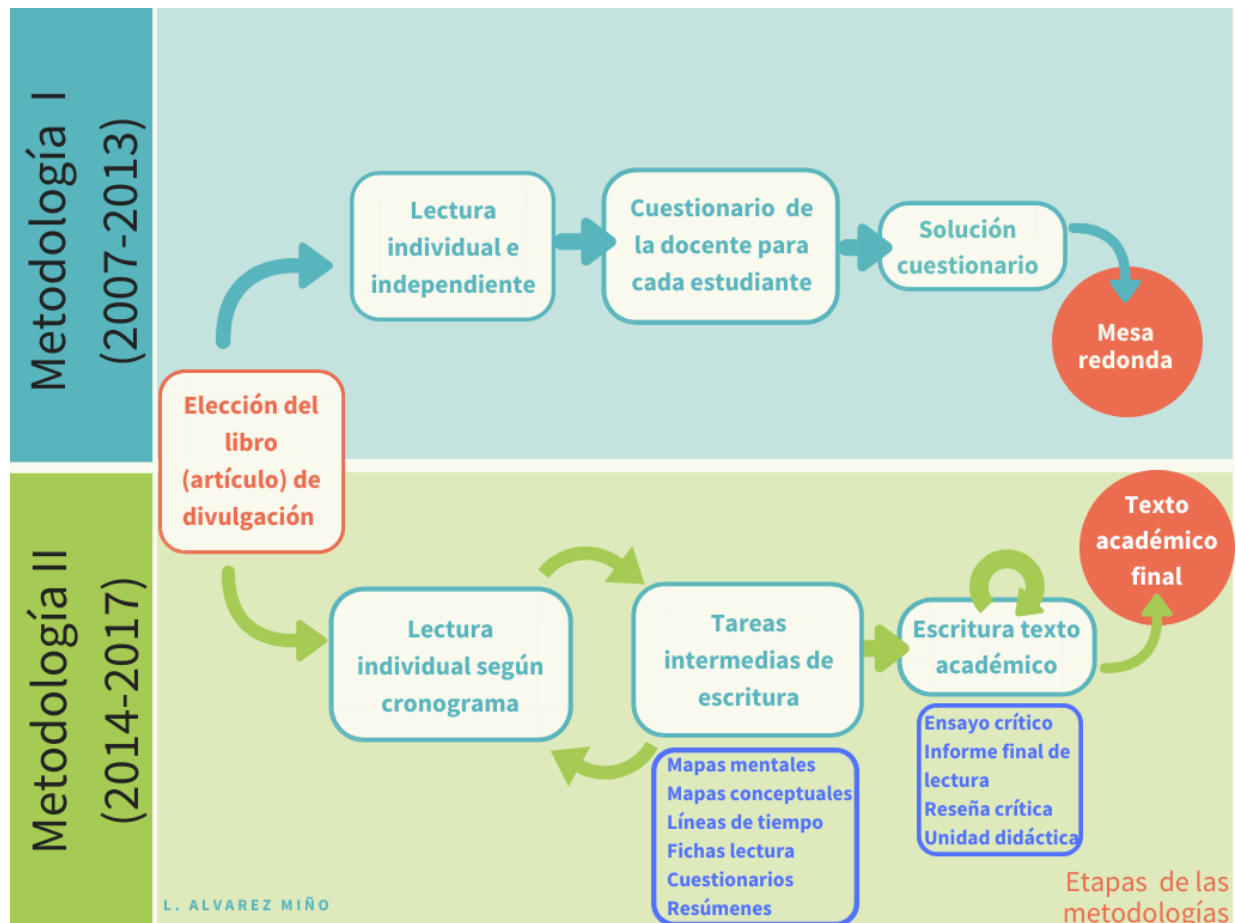 Metodología I
(2007-2013)
Lectura
individual e
independiente
Cuestionario de
la docente para
cada estudiante
Solución
cuestionario
Mesa
redonda
Elección del
libro
(artículo) de
divulgación
Metodología II
(2014-2017)
Lectura
individual según
cronograma
Tareas
intermedias de
escritura
Mapas mentales
Mapas conceptuales
Líneas de tiempo
Fichas lectura
Cuestionarios
Resúmenes
Escritura texto
académico
Ensayo crítico
Informe final de
lectura
Reseña crítica
Unidad didáctica
Texto
académico
final
L. ALVAREZ MIÑO
Etapas de las
metodologías